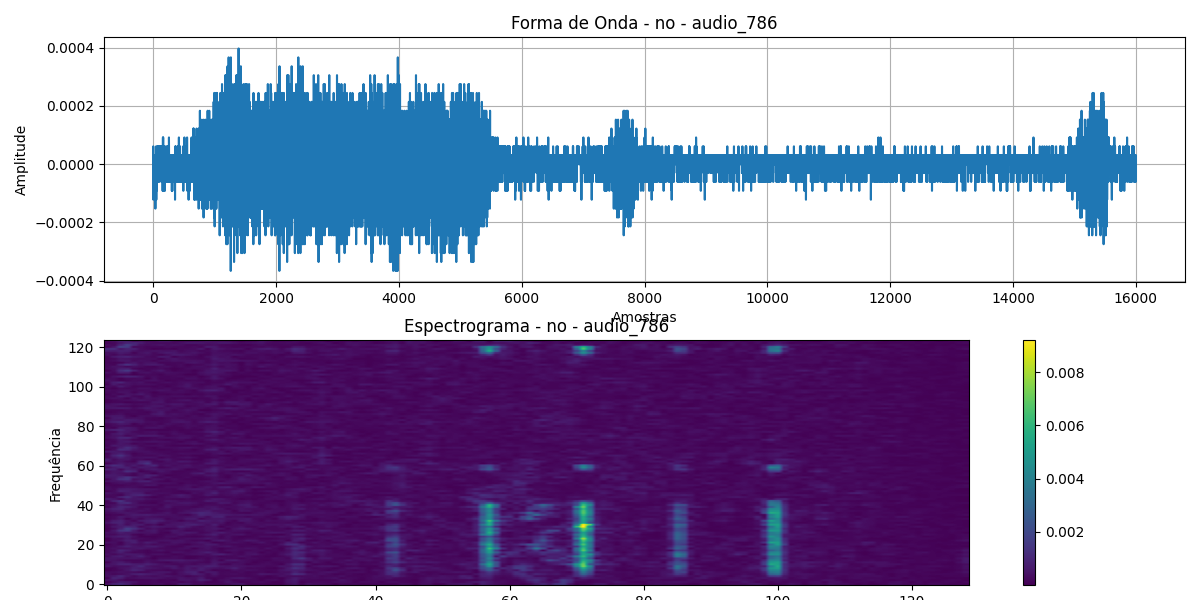 Forma de Onda - no - audio_786
0.0004
0.0002
0.0000
−0.0002
−0.0004
Amplitude
0 2000 4000 6000 8000 10000 12000 14000 16000
Amostras
Espectrograma - no - audio_786
120
100
80
60
40
20
0
Frequência
0 20 40 60 80 100 120
0.008
0.006
0.004
0.002